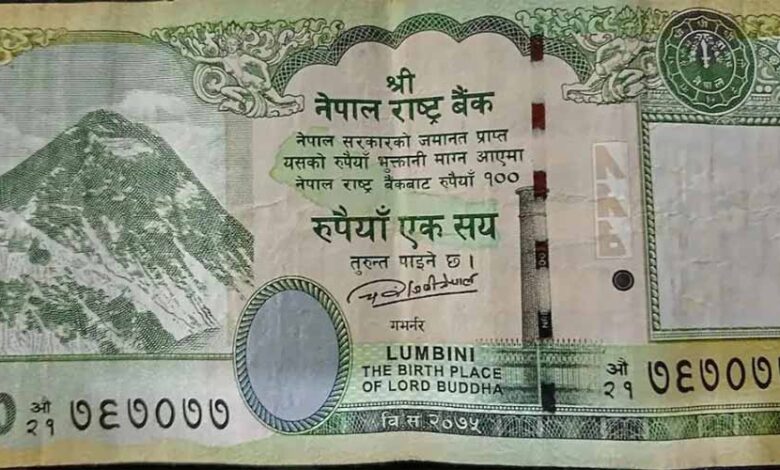 श्री
नेपाल राष्ट्र बैंक
नेपाल सरकारको जमानत प्राप्त
यसको रुपैयाँ भुक्तानी माग्न आएमा
नेपाल राष्ट्र बैंकबाट रुपैयाँ १००
रुपैयाँ एक सय
तुरुन्त पाइने छ ।
गभर्नर
LUMBINI
THE BIRTH PLACE
OF LORD BUDDHA
औ
२१ ७६७०७७
औ
२१ ७६७०७७
वि सं २०७५